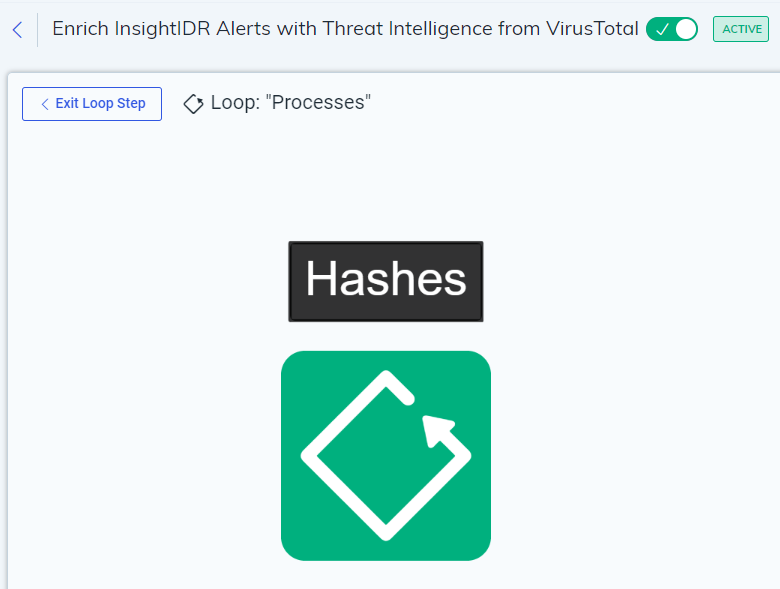 Enrich InsightIDR Alerts with Threat Intelligence from VirusTotal
ACTIVE
Exit Loop Step
Loop: "Processes"
Hashes